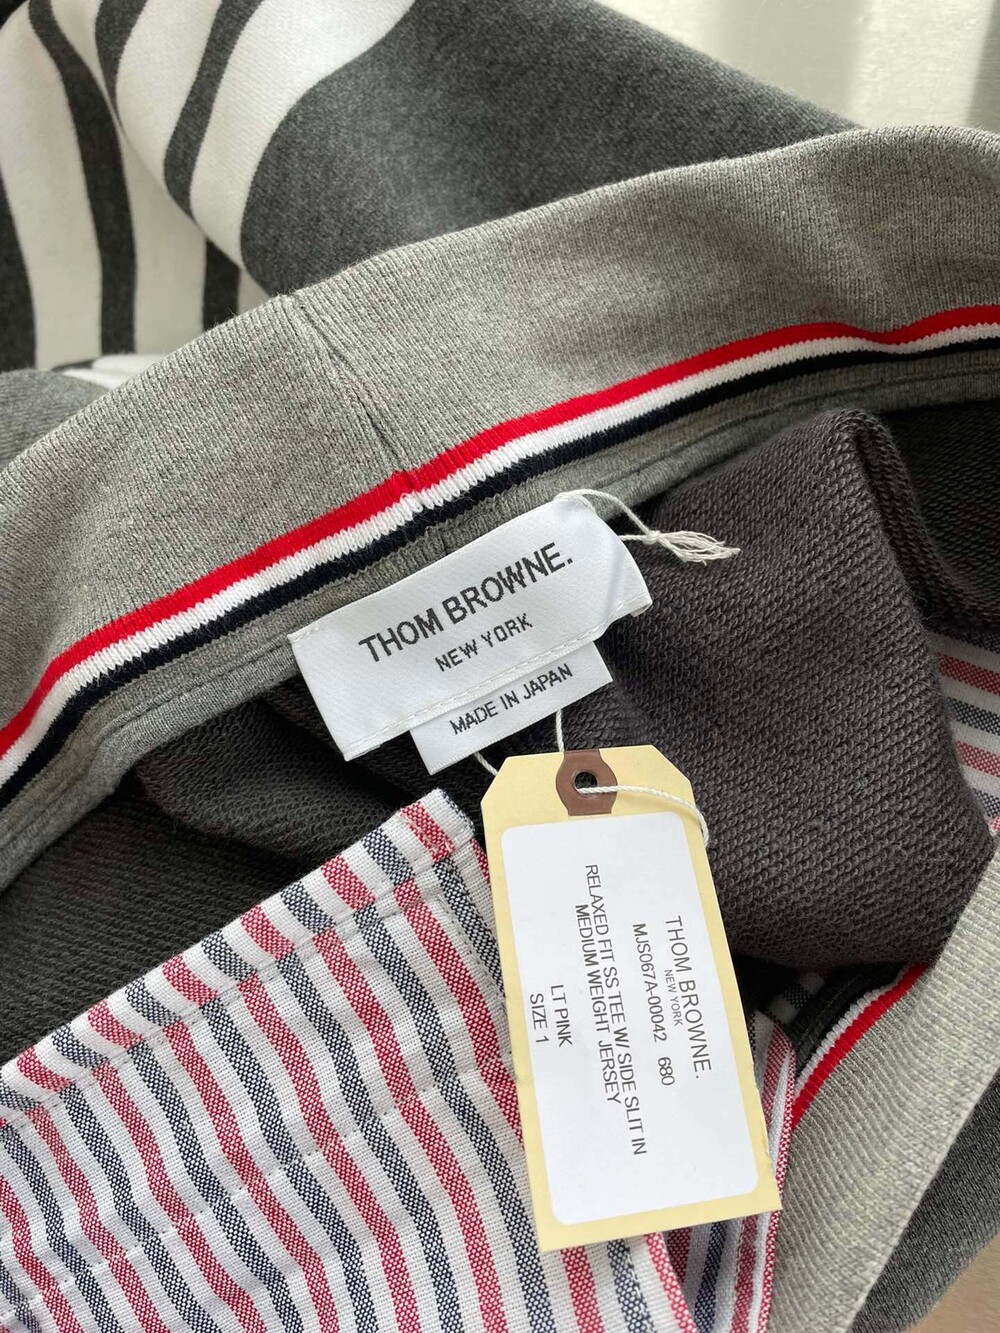 THOM BROWNE.
NEW YORK
MADE IN JAPAN
THOM BROWNE.
NEW YORK
MJS067A-00042 680
RELAXED FIT SS TEE W/ SIDE SLIT IN
MEDIUM WEIGHT JERSEY
LT PINK
SIZE 1